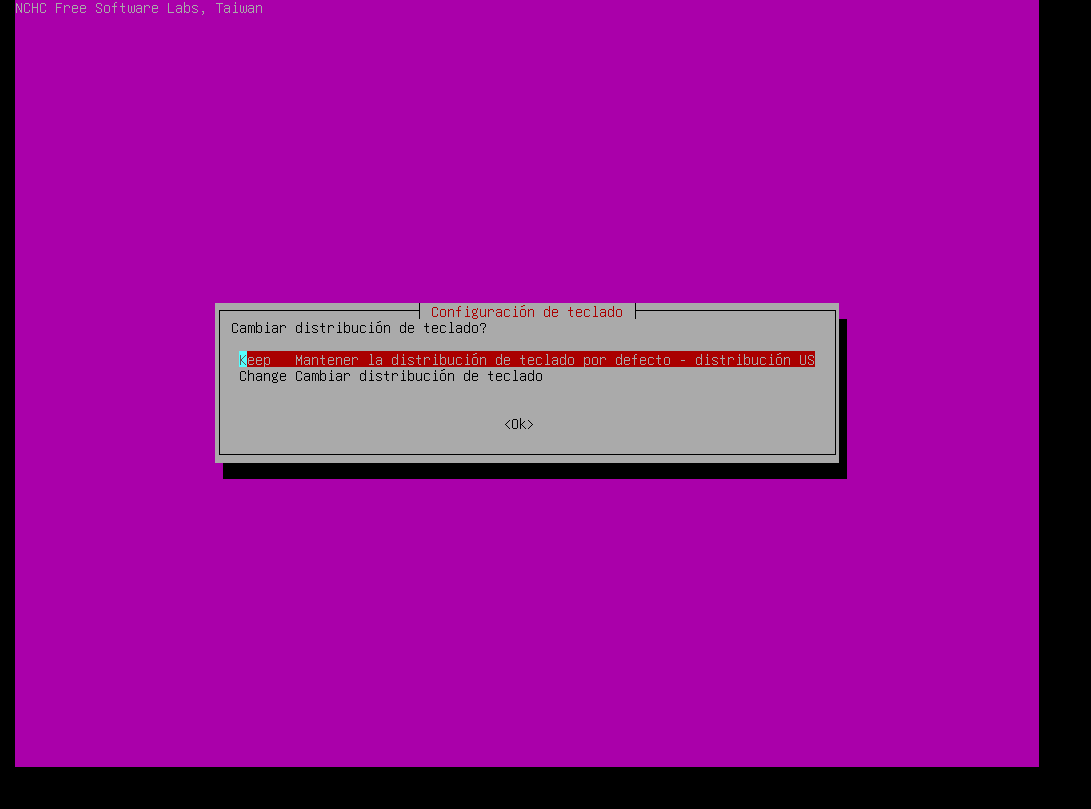 NCHC Free Software Labs, Taiwan
Configuración de teclado
Cambiar distribución de teclado?
Keep Mantener la distribución de teclado por defecto - distribución US
Change Cambiar distribución de teclado
<Ok>